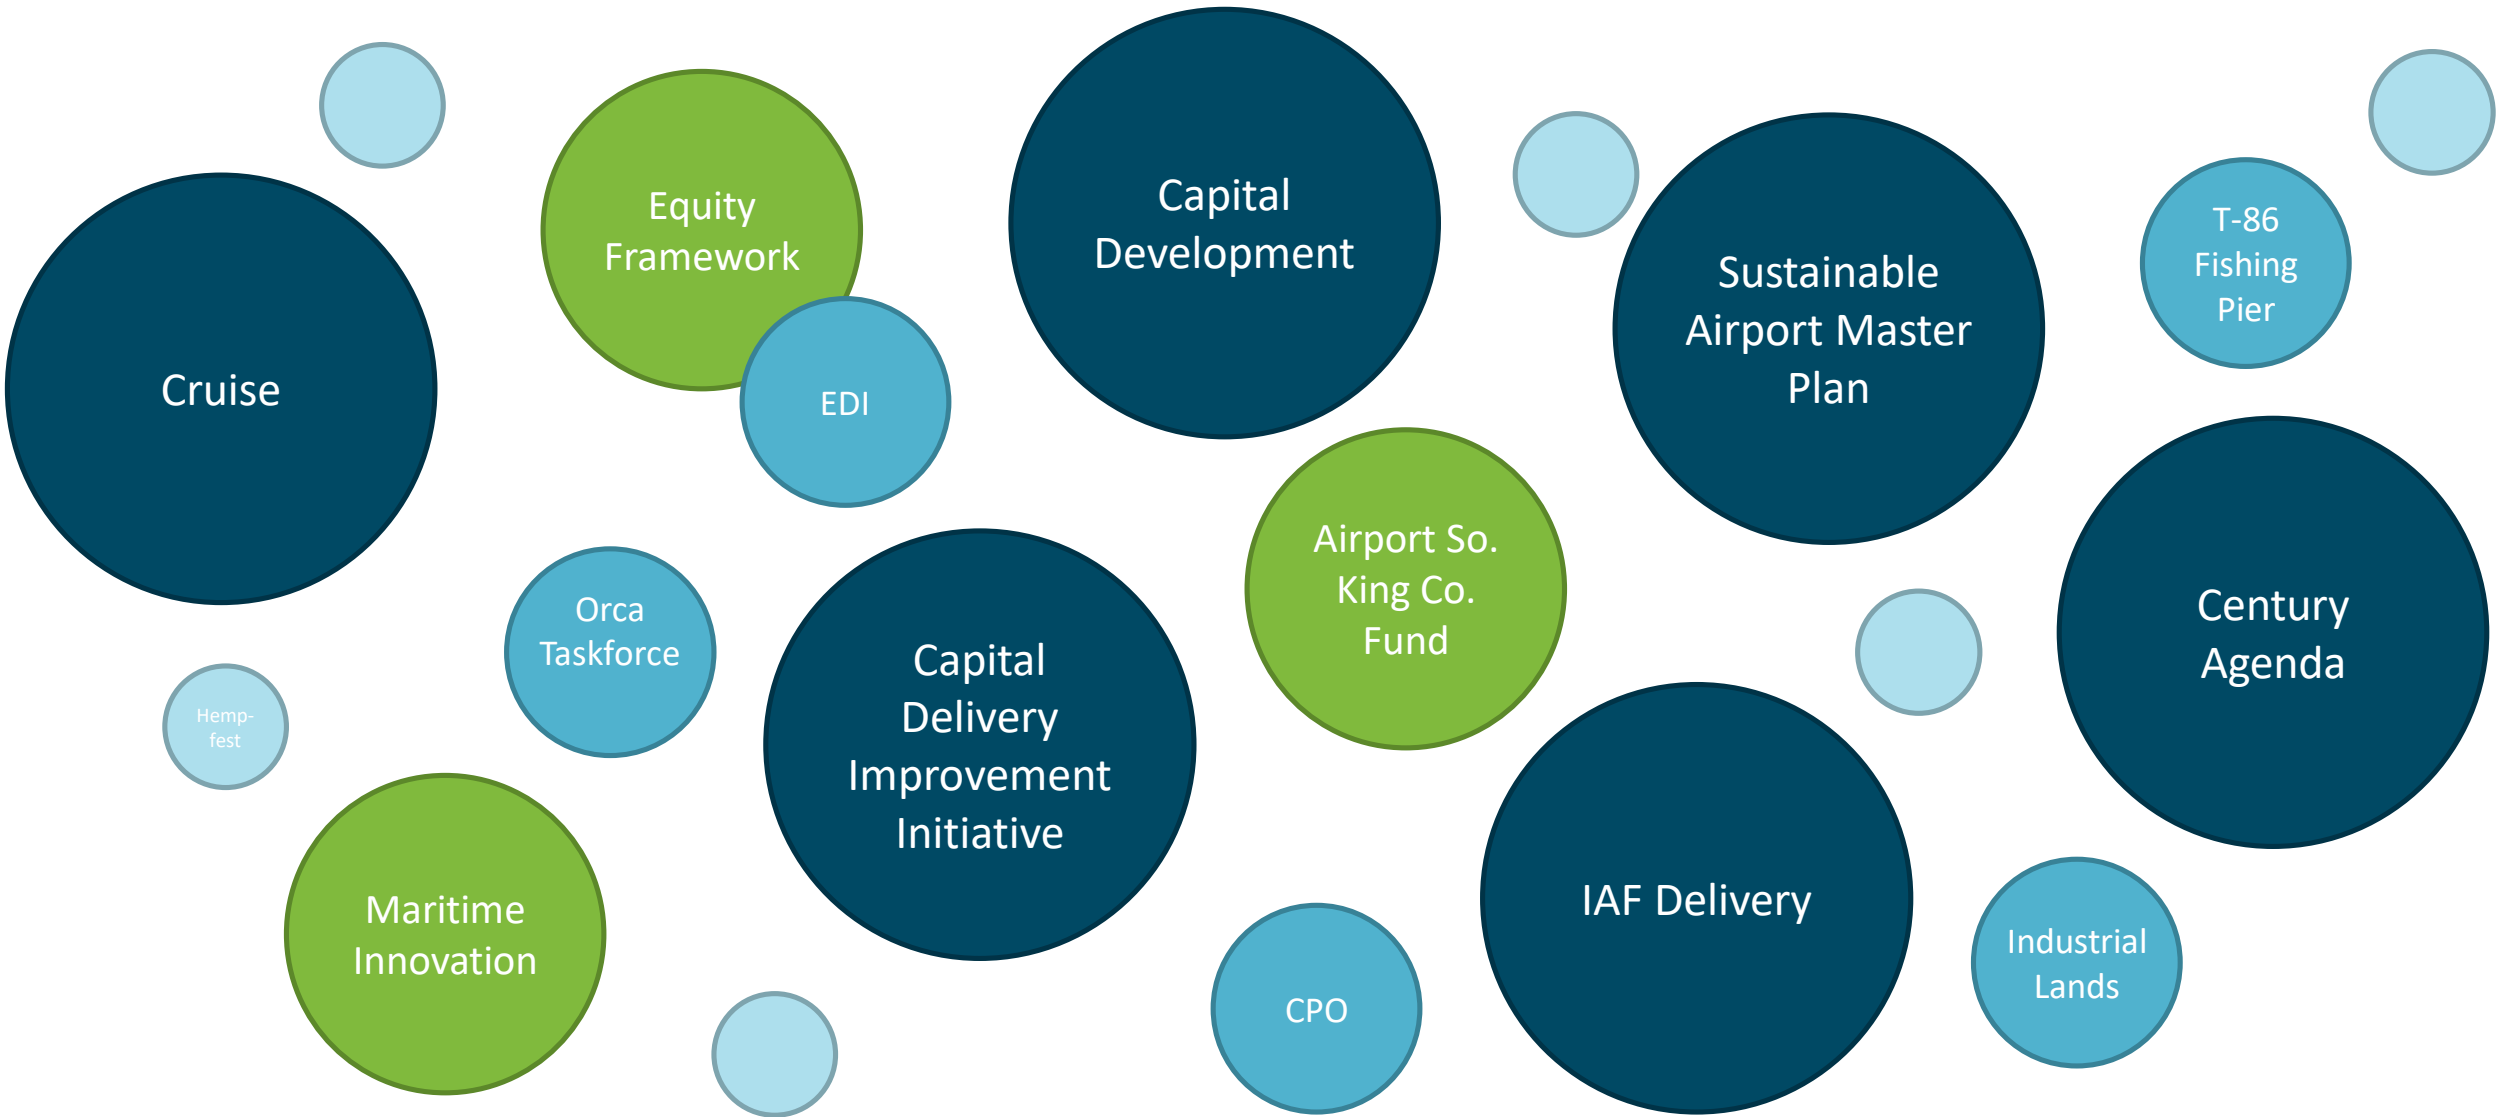 Cruise
Equity
Framework
EDI
Capital
Development
Sustainable
Airport Master
Plan
T-86
Fishing
Pier
Orca
Taskforce
Hemp-
fest
Capital
Delivery
Improvement
Initiative
Airport So.
King Co.
Fund
Century
Agenda
Maritime
Innovation
CPO
IAF Delivery
Industrial
Lands